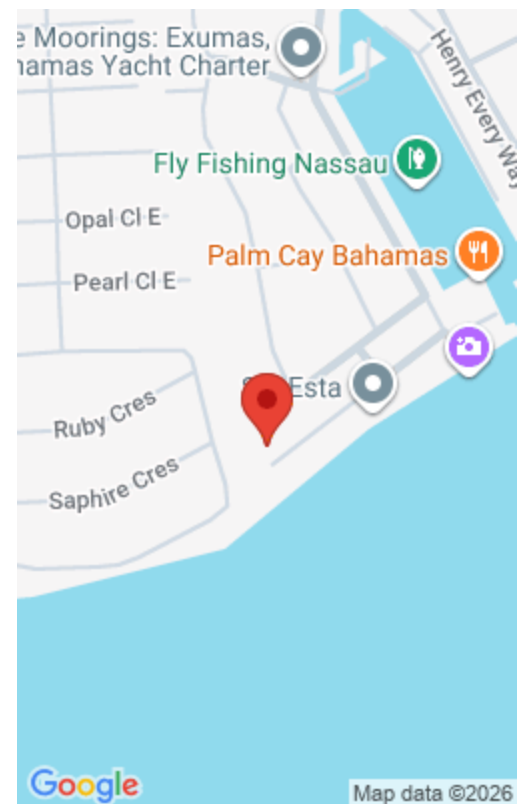 e Moorings: Exumas,
hamas Yacht Charter
Henry Every Way
Fly Fishing Nassau
Opal Cl E
Palm Cay Bahamas
Pearl Cl E
Esta
Ruby Cres
Saphire Cres
Google
Map data ©2026